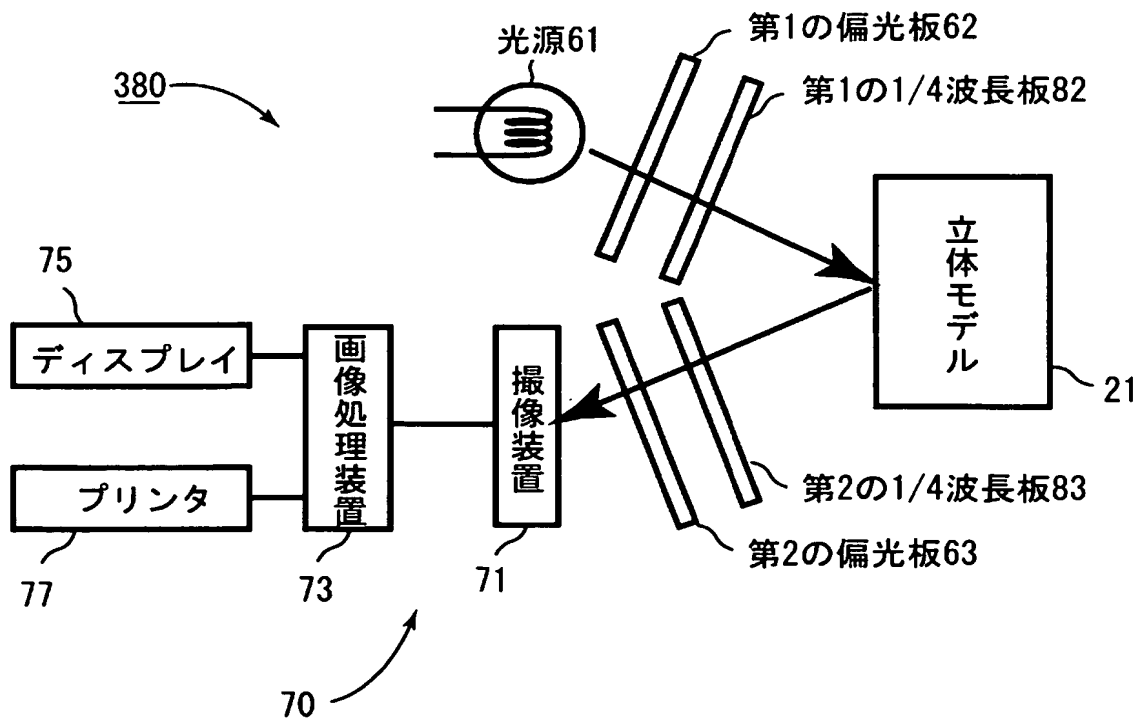 光源61
第1の偏光板62
380
第1の1/4波長板82
立体モデル
75
ディスプレイ
画像処理装置
撮像装置
21
プリンタ
第2の1/4波長板83
第2の偏光板63
77
73
71
70